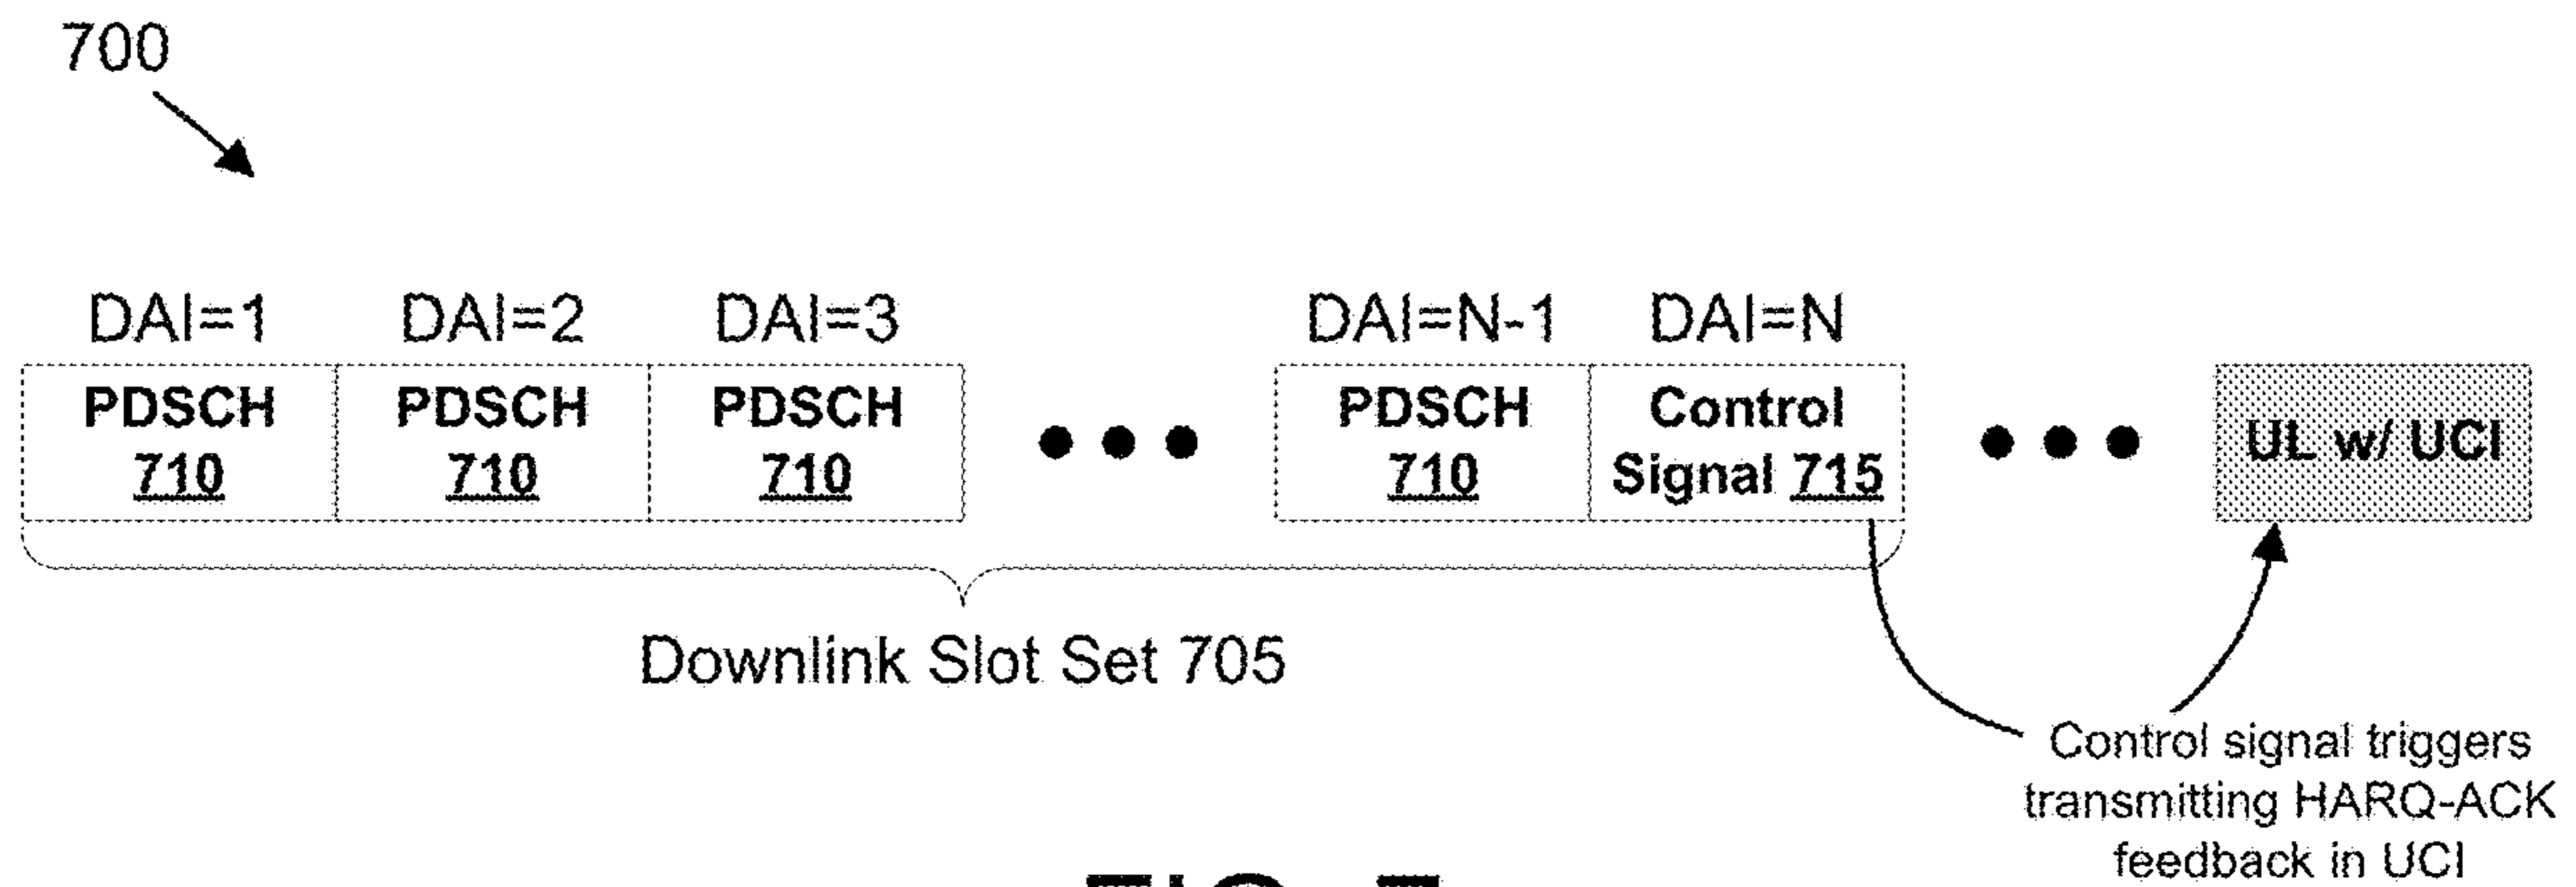 700
DAI=1 DAI=2 DAI=3 DAI=N-1 DAI=N
PDSCH PDSCH PDSCH PDSCH Control
710 710 710 710 Signal 715
UL w/ UCI
Downlink Slot Set 705
Control signal triggers
transmitting HARQ-ACK
feedback in UCI